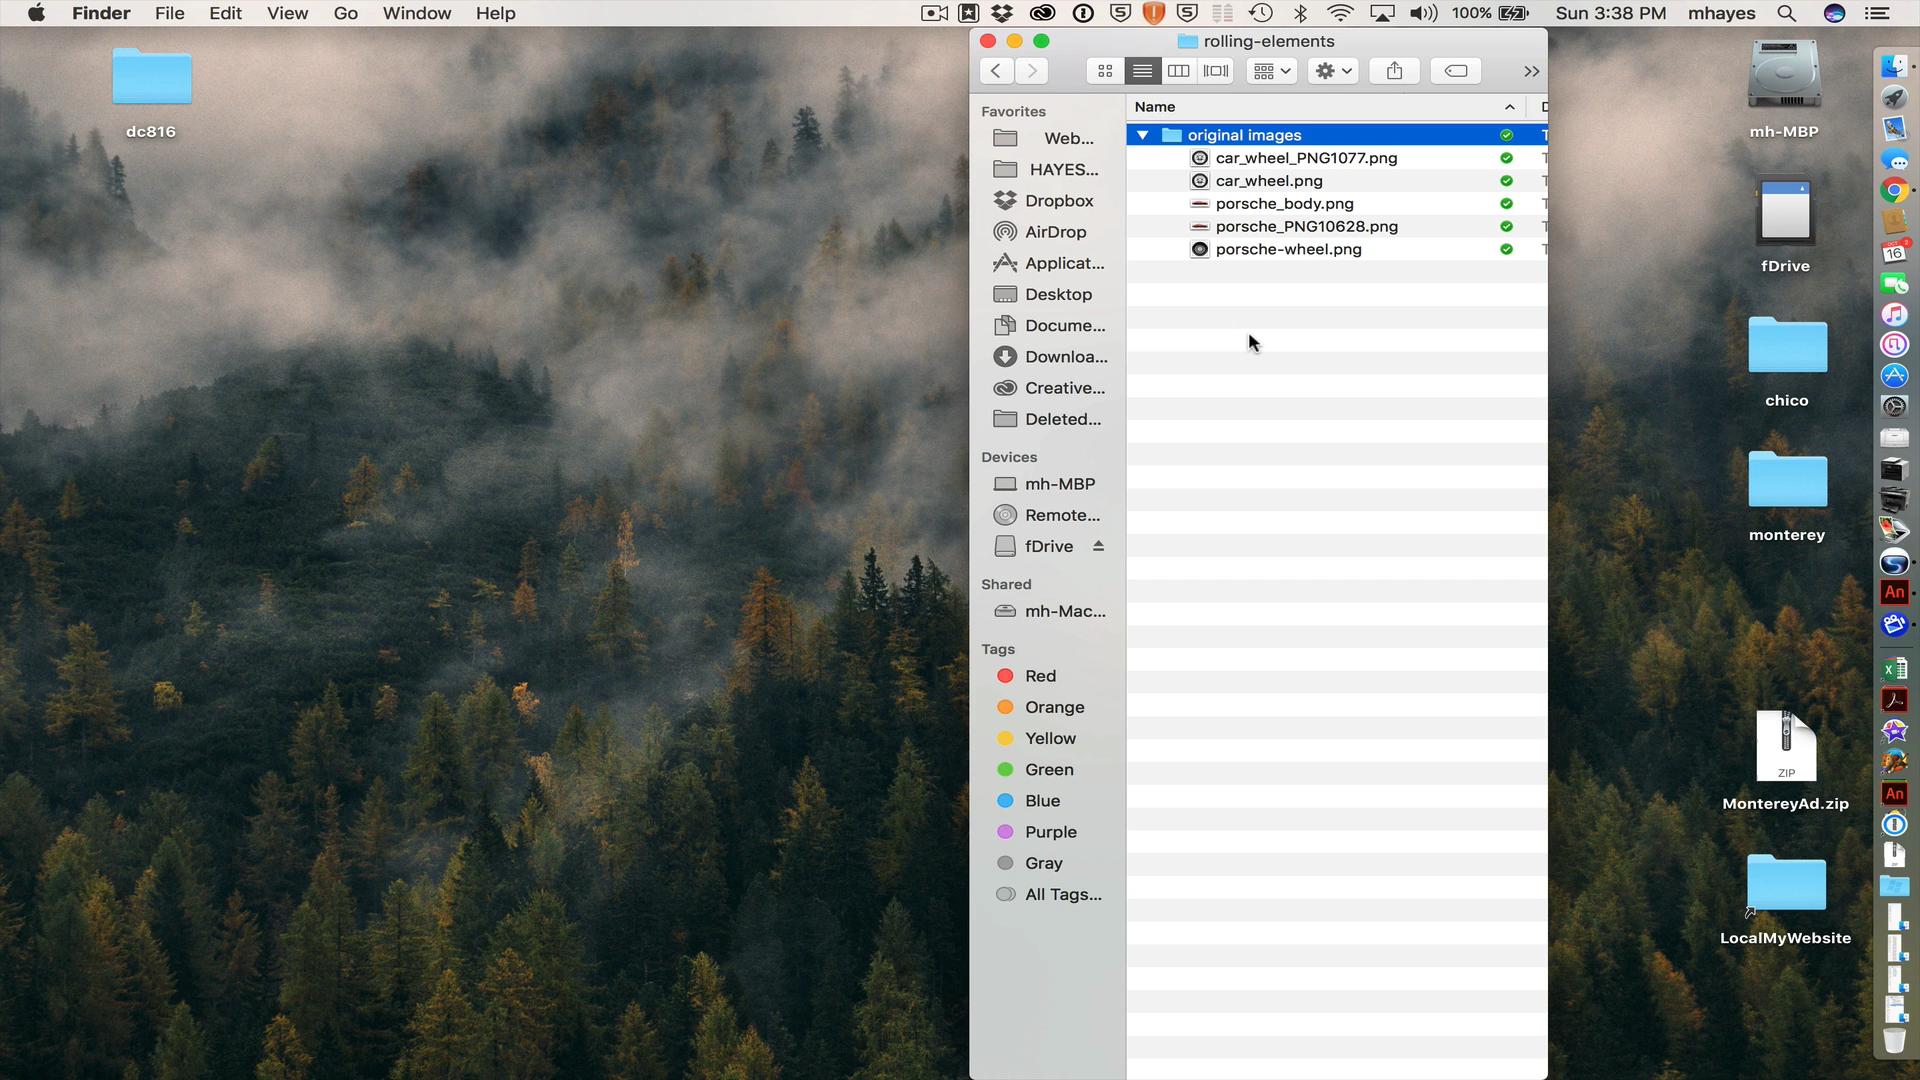 Finder File Edit View Go Window Help
100% Sun 3:38 PM mhayes
dc816
rolling-elements
Favorites
Web...
HAYES...
Dropbox
AirDrop
Applicat...
Desktop
Docume...
Downloa...
Creative...
Deleted...
Devices
mh-MBP
Remote...
fDrive
Shared
mh-Mac...
Tags
Red
Orange
Yellow
Green
Blue
Purple
Gray
All Tags...
Name
original images
car_wheel_PNG1077.png
car_wheel.png
porsche_body.png
porsche_PNG10628.png
porsche-wheel.png
mh-MBP
fDrive
chico
monterey
ZIP
MontereyAd.zip
LocalMyWebsite
OCT 2
16
An
An